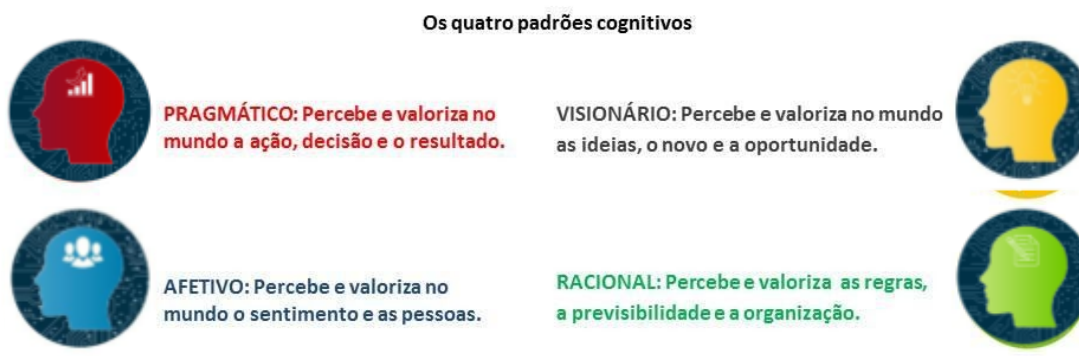 Os quatro padrões cognitivos
PRAGMÁTICO: Percebe e valoriza no
mundo a ação, decisão e o resultado.
VISIONÁRIO: Percebe e valoriza no mundo
as ideias, o novo e a oportunidade.
AFETIVO: Percebe e valoriza no
mundo o sentimento e as pessoas.
RACIONAL: Percebe e valoriza as regras,
a previsibilidade e a organização.